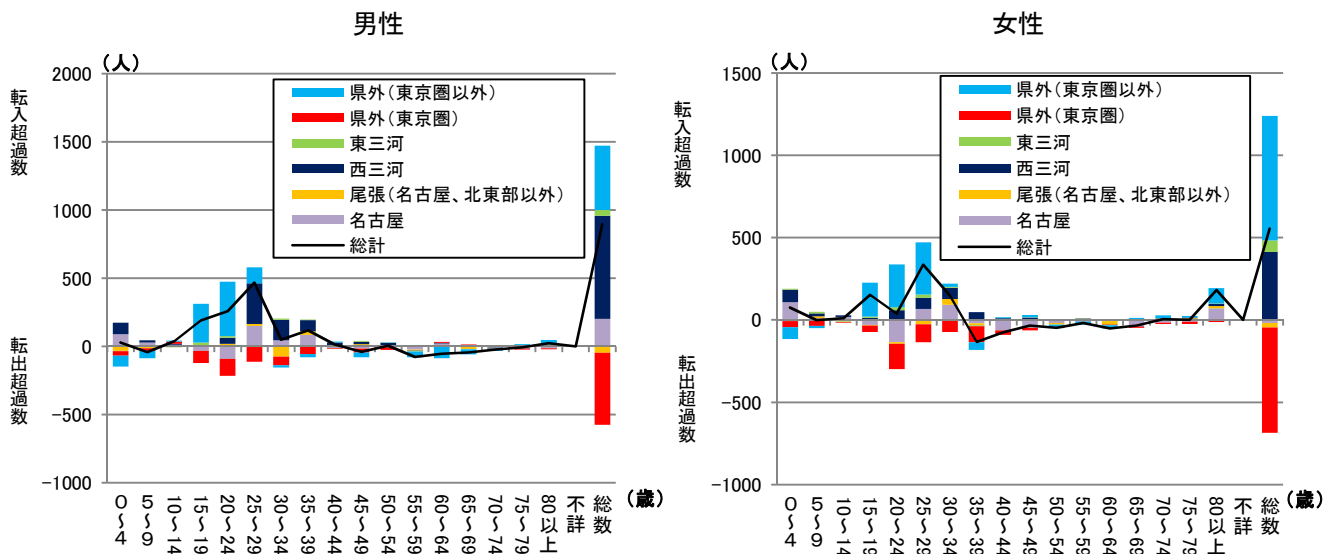 男性
(人)
転入超過数
転出超過数
2000
1500
1000
500
0
−500
−1000
県外(東京圏以外)
県外(東京圏)
東三河
西三河
尾張(名古屋、北東部以外)
名古屋
総計
0~4
5~9
10~14
15~19
20~24
25~29
30~34
35~39
40~44
45~49
50~54
55~59
60~64
65~69
70~74
75~79
80以上
不詳
総数
(歳)
女性
(人)
転入超過数
転出超過数
1500
1000
500
0
−500
−1000
県外(東京圏以外)
県外(東京圏)
東三河
西三河
尾張(名古屋、北東部以外)
名古屋
総計
0~4
5~9
10~14
15~19
20~24
25~29
30~34
35~39
40~44
45~49
50~54
55~59
60~64
65~69
70~74
75~79
80以上
不詳
総数
(歳)